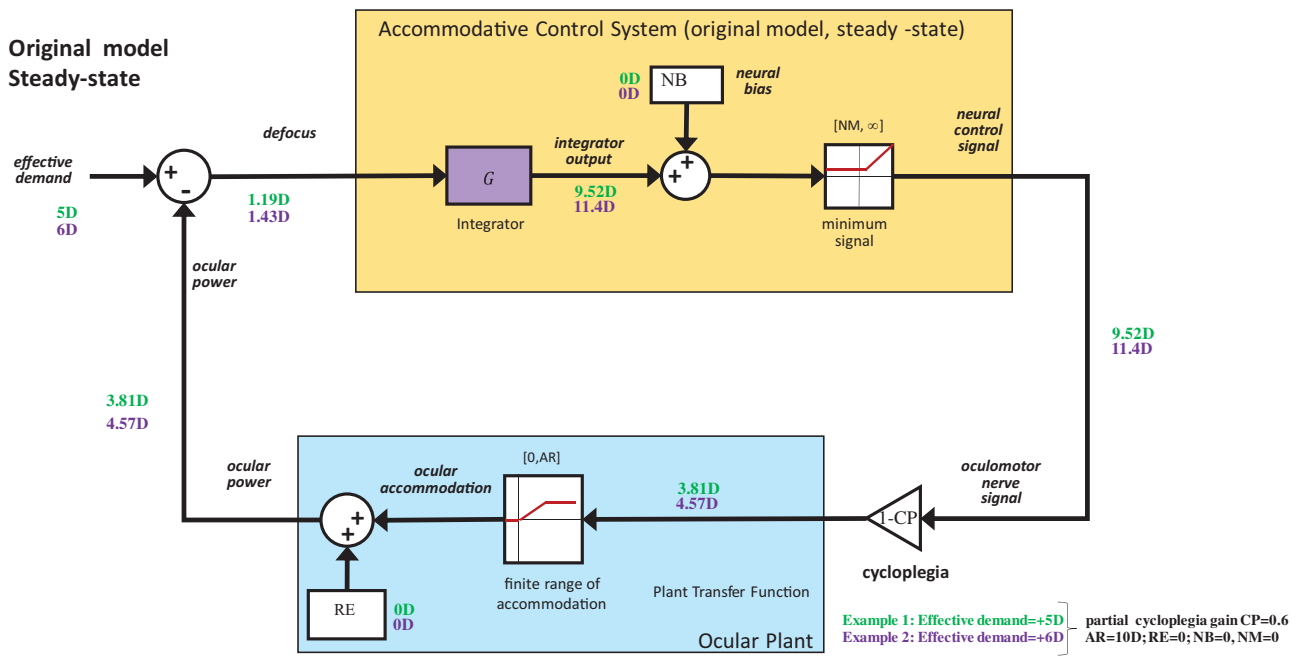 Original model
Steady-state
Accommodative Control System (original model, steady -state)
0D
0D
NB
neural
bias
[NM, ∞]
neural
control
signal
defocus
integrator
output
effective
demand
+
-
G
+
+
5D
6D
1.19D
1.43D
9.52D
11.4D
Integrator
minimum
signal
ocular
power
9.52D
11.4D
3.81D
4.57D
ocular
power
ocular
accommodation
[0,AR]
3.81D
4.57D
oculomotor
nerve
signal
+
+
1-CP
cycloplegia
finite range of
accommodation
Plant Transfer Function
RE
0D
0D
Ocular Plant
Example 1: Effective demand=+5D
Example 2: Effective demand=+6D
partial cycloplegia gain CP=0.6
AR=10D; RE=0; NB=0, NM=0